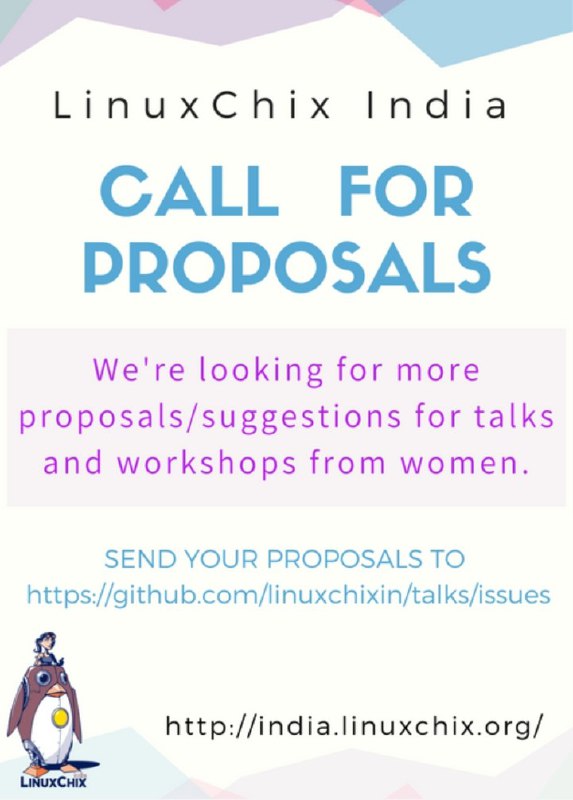 LinuxChix India
CALL FOR
PROPOSALS
We're looking for more
proposals/suggestions for talks
and workshops from women.
SEND YOUR PROPOSALS TO
https://github.com/linuxchixin/talks/issues
http://india.linuxchix.org/
LINUXCHIX